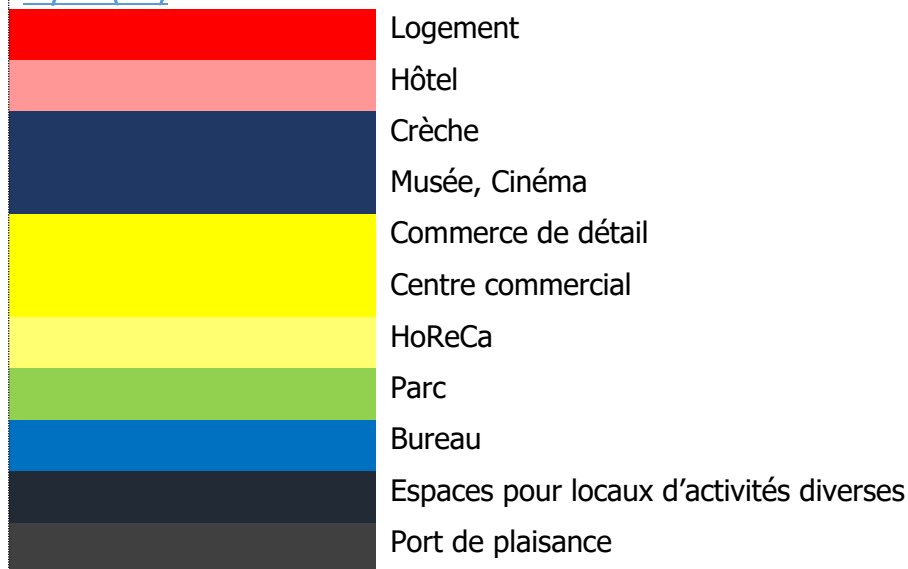 Logement
Hôtel
Crèche
Musée, Cinéma
Commerce de détail
Centre commercial
HoReCa
Parc
Bureau
Espaces pour locaux d’activités diverses
Port de plaisance